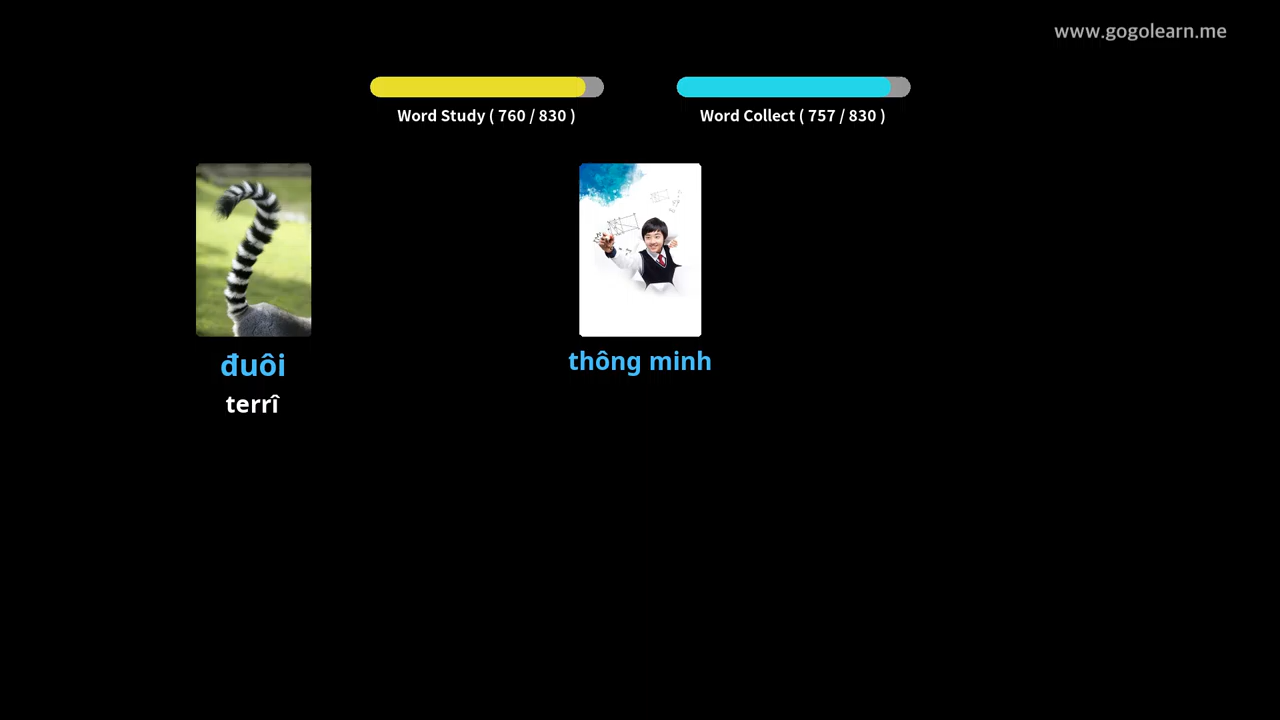 www.gogolearn.me
Word Study ( 760 / 830 )
Word Collect ( 757 / 830 )
đuôi
terrî
thông minh